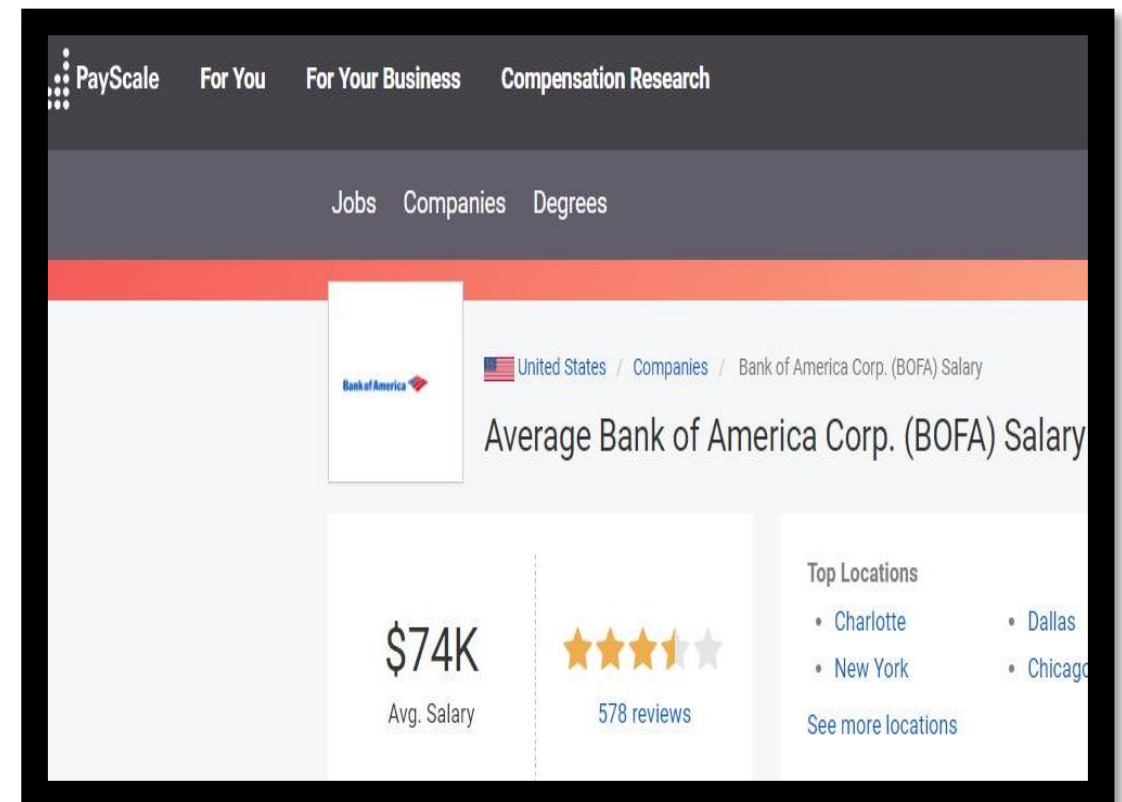 PayScale For You For Your Business Compensation Research
Jobs Companies Degrees
Bank of America
United States / Companies / Bank of America Corp. (BOFA) Salary
Average Bank of America Corp. (BOFA) Salary
$74K
Avg. Salary
578 reviews
Top Locations
• Charlotte • Dallas
• New York • Chicago
See more locations